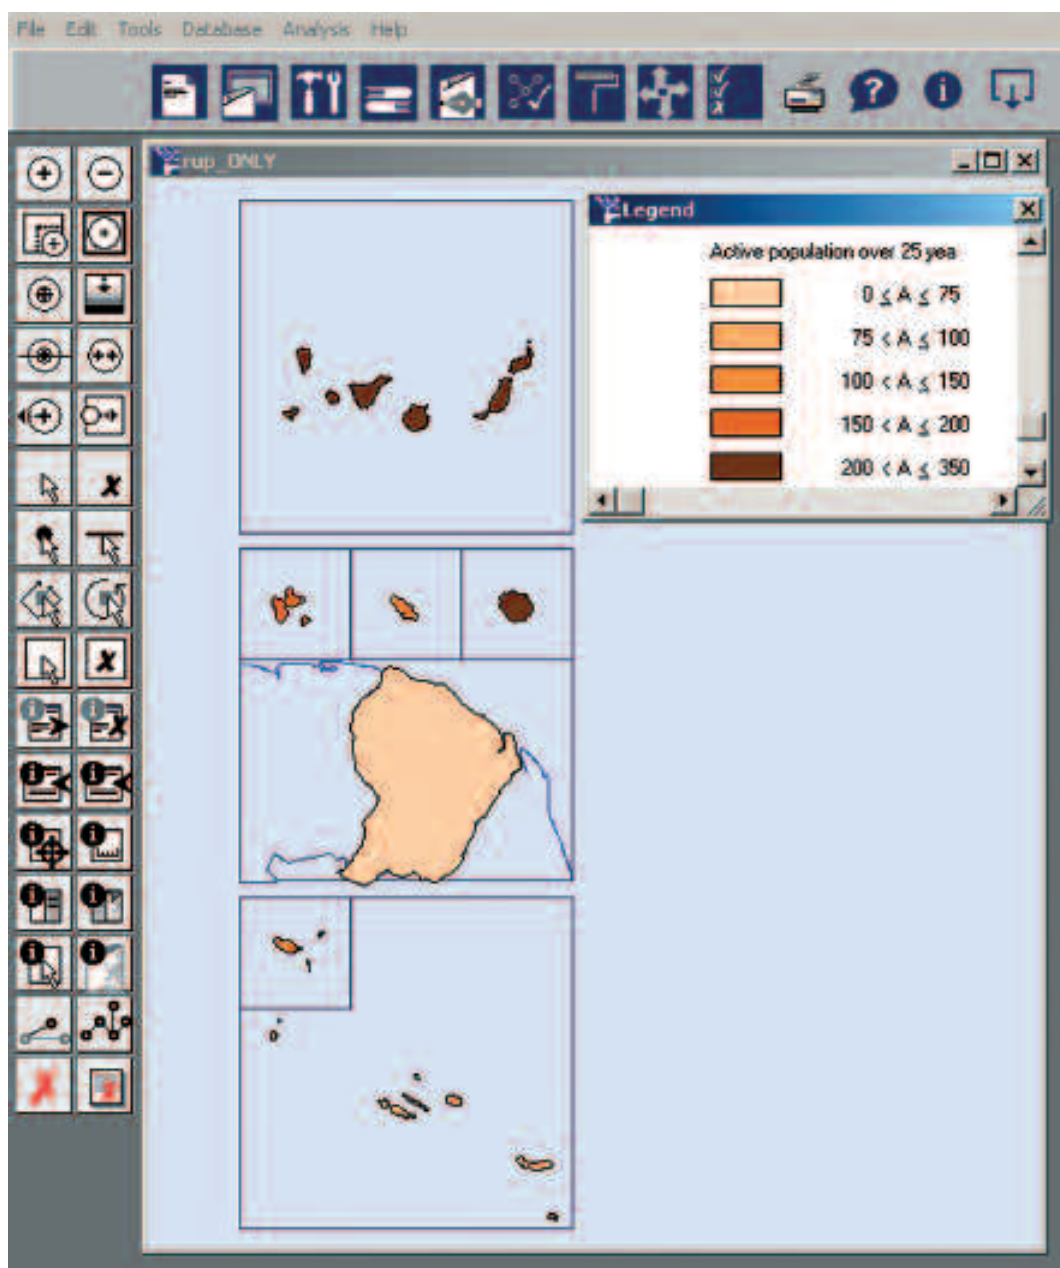 File Edit Tools Database Analysis Help
rup_ONLY
Legend
Active population over 25 yea
0 ≤ A ≤ 75
75 < A ≤ 100
100 < A ≤ 150
150 < A ≤ 200
200 < A ≤ 350